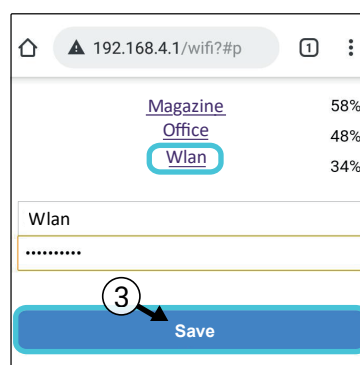 192.168.4.1/wifi?#p 1
Magazine 58%
Office 48%
Wlan 34%
Wlan
••••••••••
3
Save